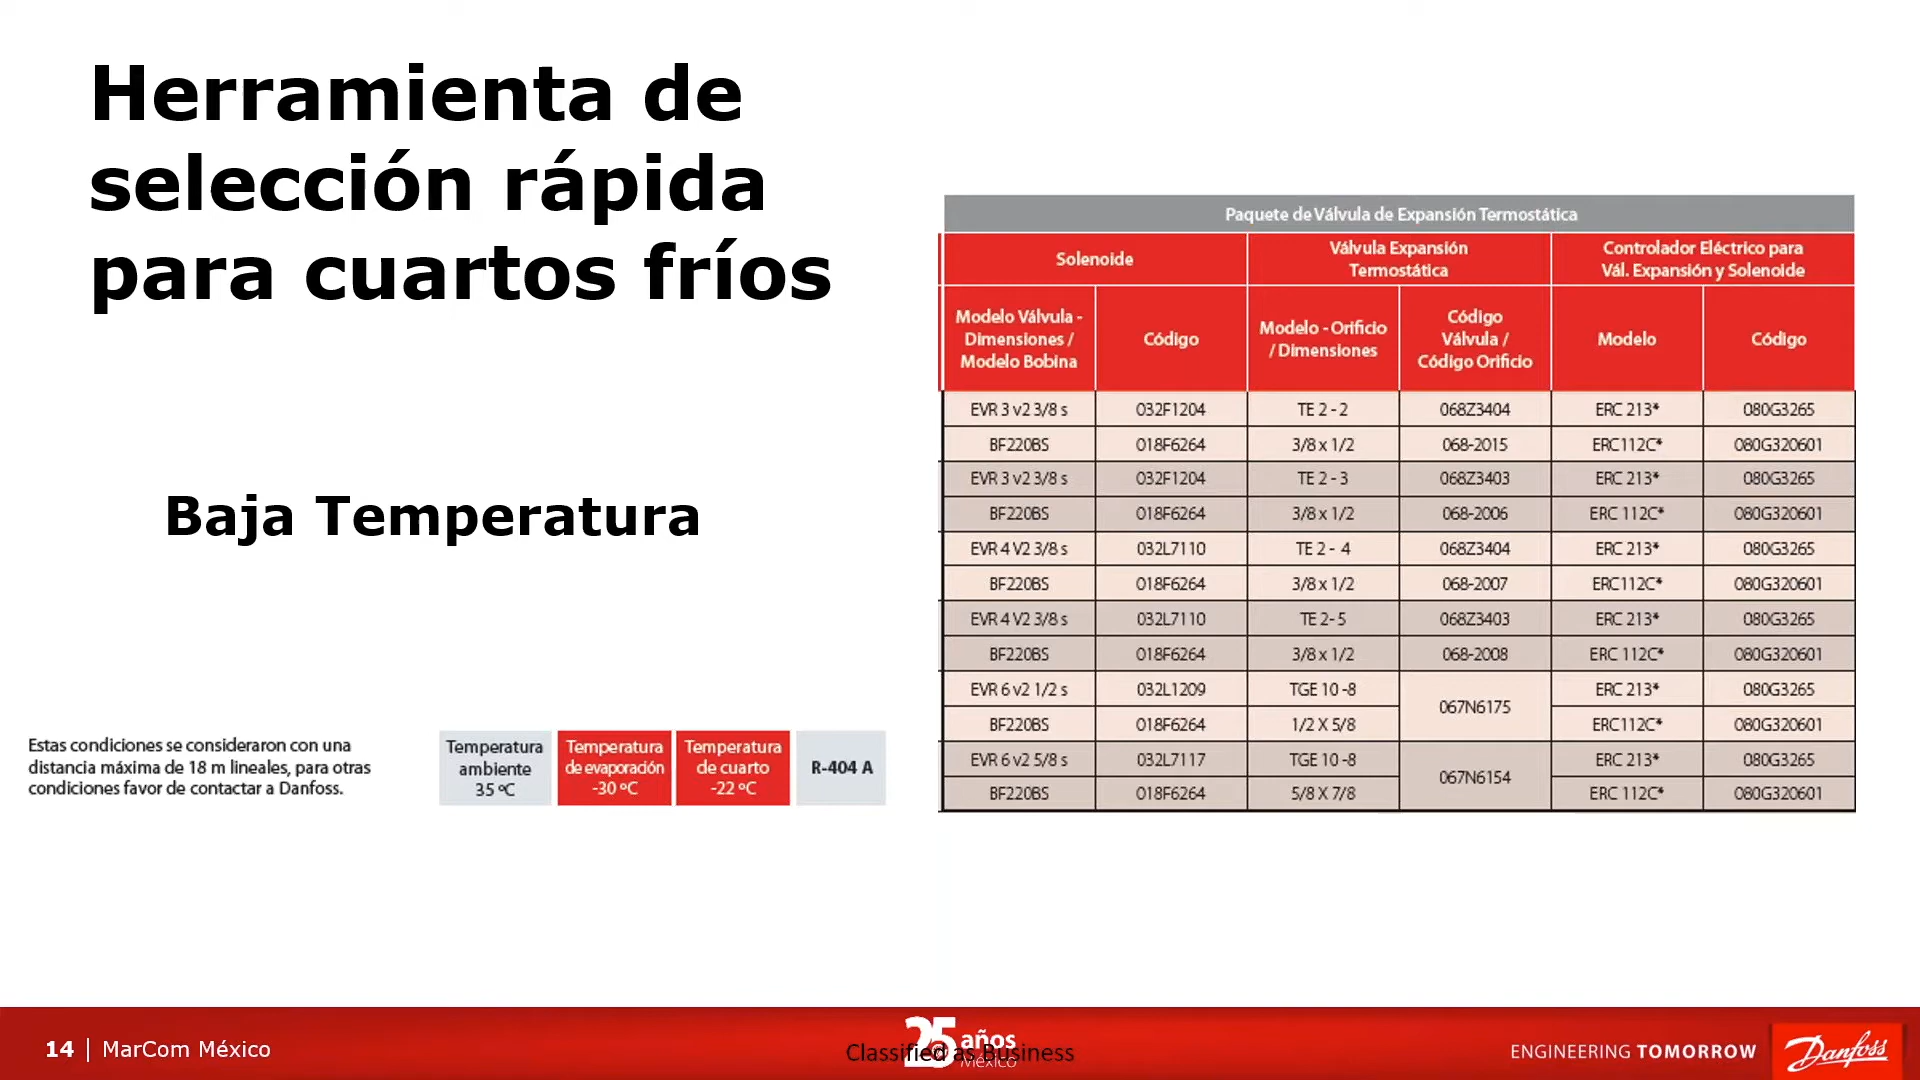 Herramienta de
selección rápida
para cuartos fríos
Baja Temperatura
Estas condiciones se consideraron con una
distancia máxima de 18 m lineales, para otras
condiciones favor de contactar a Danfoss.
Temperatura
ambiente
35 ºC
Temperatura
de evaporación
-30 ºC
Temperatura
de cuarto
-22 ºC
R-404 A
Paquete de Válvula de Expansión Termostática
Solenoide
Válvula Expansión
Termostática
Controlador Eléctrico para
Vál. Expansión y Solenoide
Modelo Válvula -
Dimensiones /
Modelo Bobina
Código
Modelo - Orificio
/ Dimensiones
Código
Válvula /
Código Orificio
Modelo
Código
EVR 3 v2 3/8 s 032F1204 TE 2 - 2 068Z3404 ERC 213* 080G3265
BF220BS 018F6264 3/8 x 1/2 068-2015 ERC112C* 080G320601
EVR 3 v2 3/8 s 032F1204 TE 2 - 3 068Z3403 ERC 213* 080G3265
BF220BS 018F6264 3/8 x 1/2 068-2006 ERC 112C* 080G320601
EVR 4 V2 3/8 s 032L7110 TE 2 - 4 068Z3404 ERC 213* 080G3265
BF220BS 018F6264 3/8 x 1/2 068-2007 ERC112C* 080G320601
EVR 4 V2 3/8 s 032L7110 TE 2- 5 068Z3403 ERC 213* 080G3265
BF220BS 018F6264 3/8 x 1/2 068-2008 ERC 112C* 080G320601
EVR 6 v2 1/2 s 032L1209 TGE 10 -8 067N6175 ERC 213* 080G3265
BF220BS 018F6264 1/2 X 5/8 ERC112C* 080G320601
EVR 6 v2 5/8 s 032L7117 TGE 10 -8 067N6154 ERC 213* 080G3265
BF220BS 018F6264 5/8 X 7/8 ERC 112C* 080G320601
14 | MarCom México
25 años
México
Classified as Business
ENGINEERING TOMORROW
Danfoss